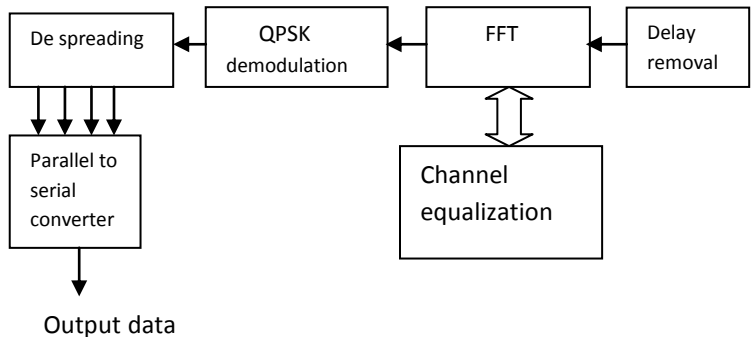 De spreading
QPSK
demodulation
FFT
Delay
removal
Parallel to
serial
converter
Channel
equalization
Output data